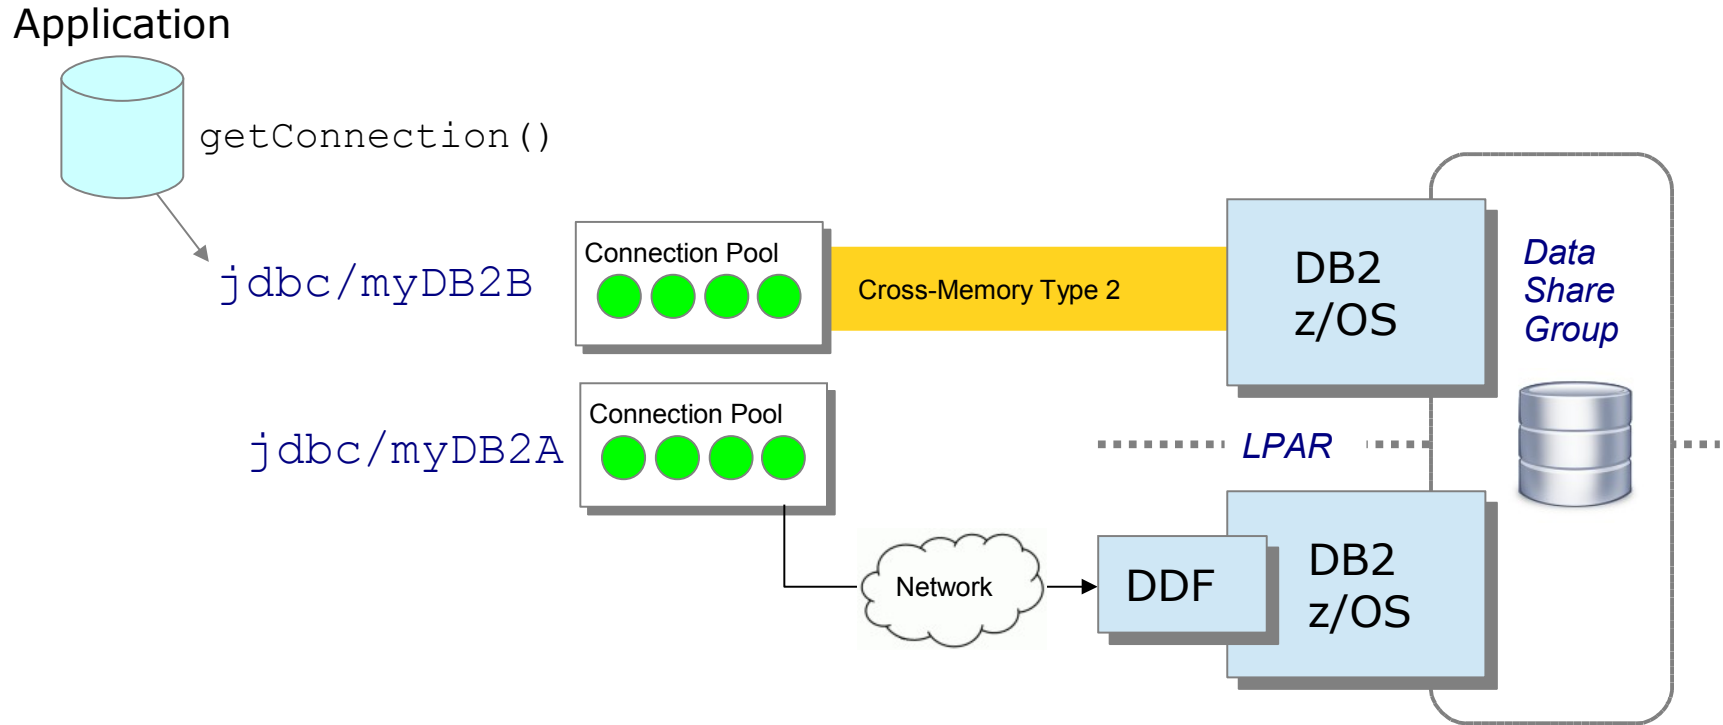 Application
getConnection()
jdbc/myDB2B
Connection Pool
Cross-Memory Type 2
DB2
z/OS
Data
Share
Group
jdbc/myDB2A
Connection Pool
LPAR
Network
DDF
DB2
z/OS